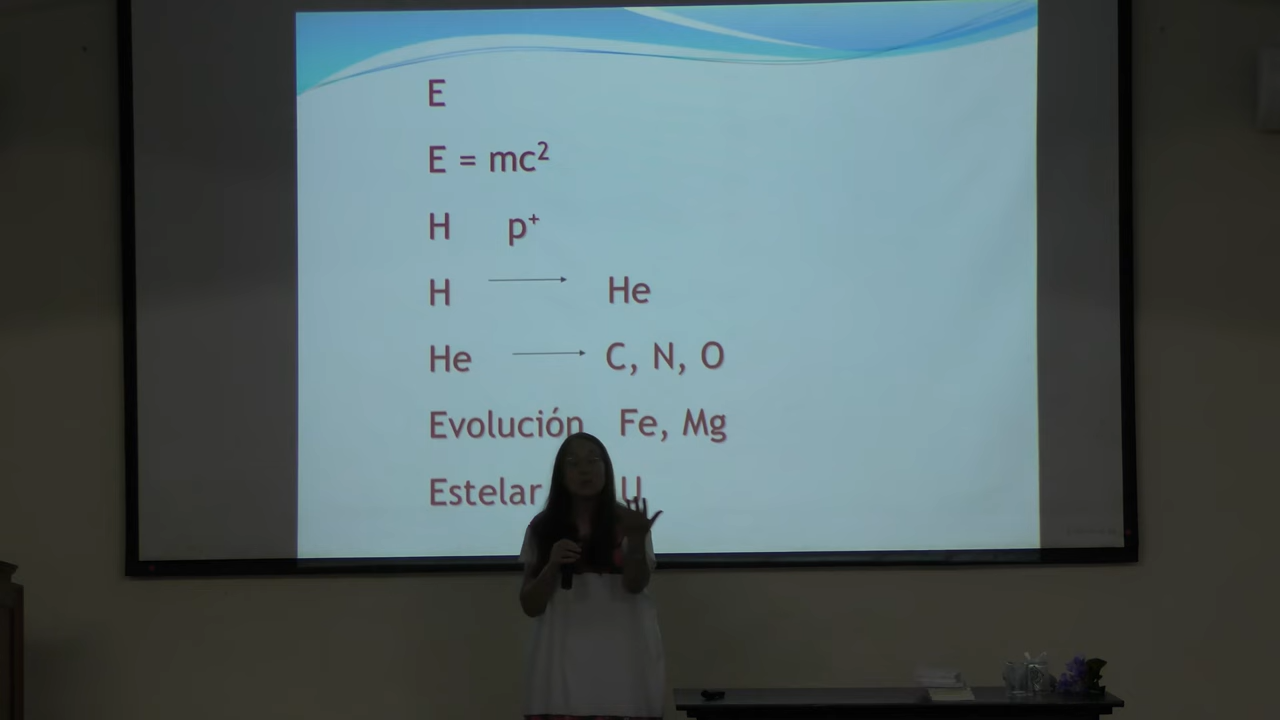 E
E = mc²
H p⁺
H → He
He → C, N, O
Evolución Fe, Mg
Estelar U